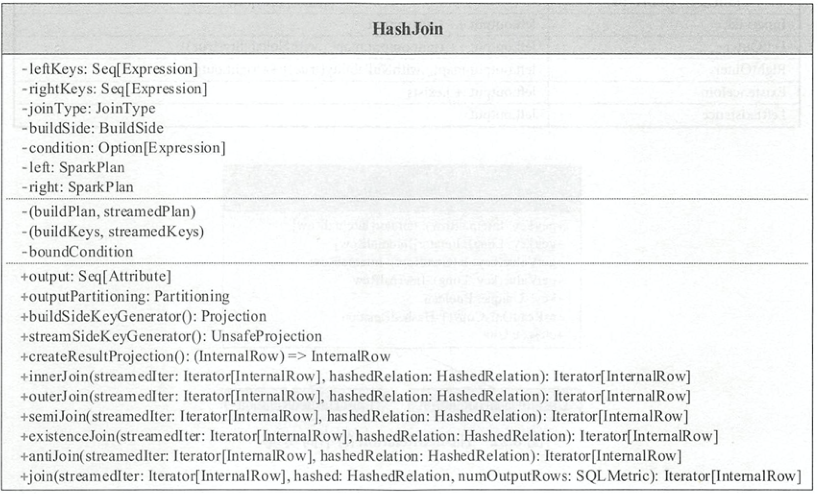 HashJoin
-leftKeys: Seq[Expression]
-rightKeys: Seq[Expression]
-joinType: JoinType
-buildSide: BuildSide
-condition: Option[Expression]
-left: SparkPlan
-right: SparkPlan
-(buildPlan, streamedPlan)
-(buildKeys, streamedKeys)
-boundCondition
+output: Seq[Attribute]
+outputPartitioning: Partitioning
+buildSideKeyGenerator(): Projection
+streamSideKeyGenerator(): UnsafeProjection
+createResultProjection(): (InternalRow) => InternalRow
+innerJoin(streamedIter: Iterator[InternalRow], hashedRelation: HashedRelation): Iterator[InternalRow]
+outerJoin(streamedIter: Iterator[InternalRow], hashedRelation: HashedRelation): Iterator[InternalRow]
+semiJoin(streamedIter: Iterator[InternalRow], hashedRelation: HashedRelation): Iterator[InternalRow]
+existenceJoin(streamedIter: Iterator[InternalRow], hashedRelation: HashedRelation): Iterator[InternalRow]
+antiJoin(streamedIter: Iterator[InternalRow], hashedRelation: HashedRelation): Iterator[InternalRow]
+join(streamedIter: Iterator[InternalRow], hashed: HashedRelation, numOutputRows: SQLMetric): Iterator[InternalRow]